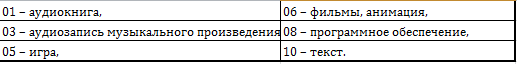 01 – аудиокнига,
06 – фильмы, анимация,
03 – аудиозапись музыкального произведения
08 – программное обеспечение,
05 – игра,
10 – текст.